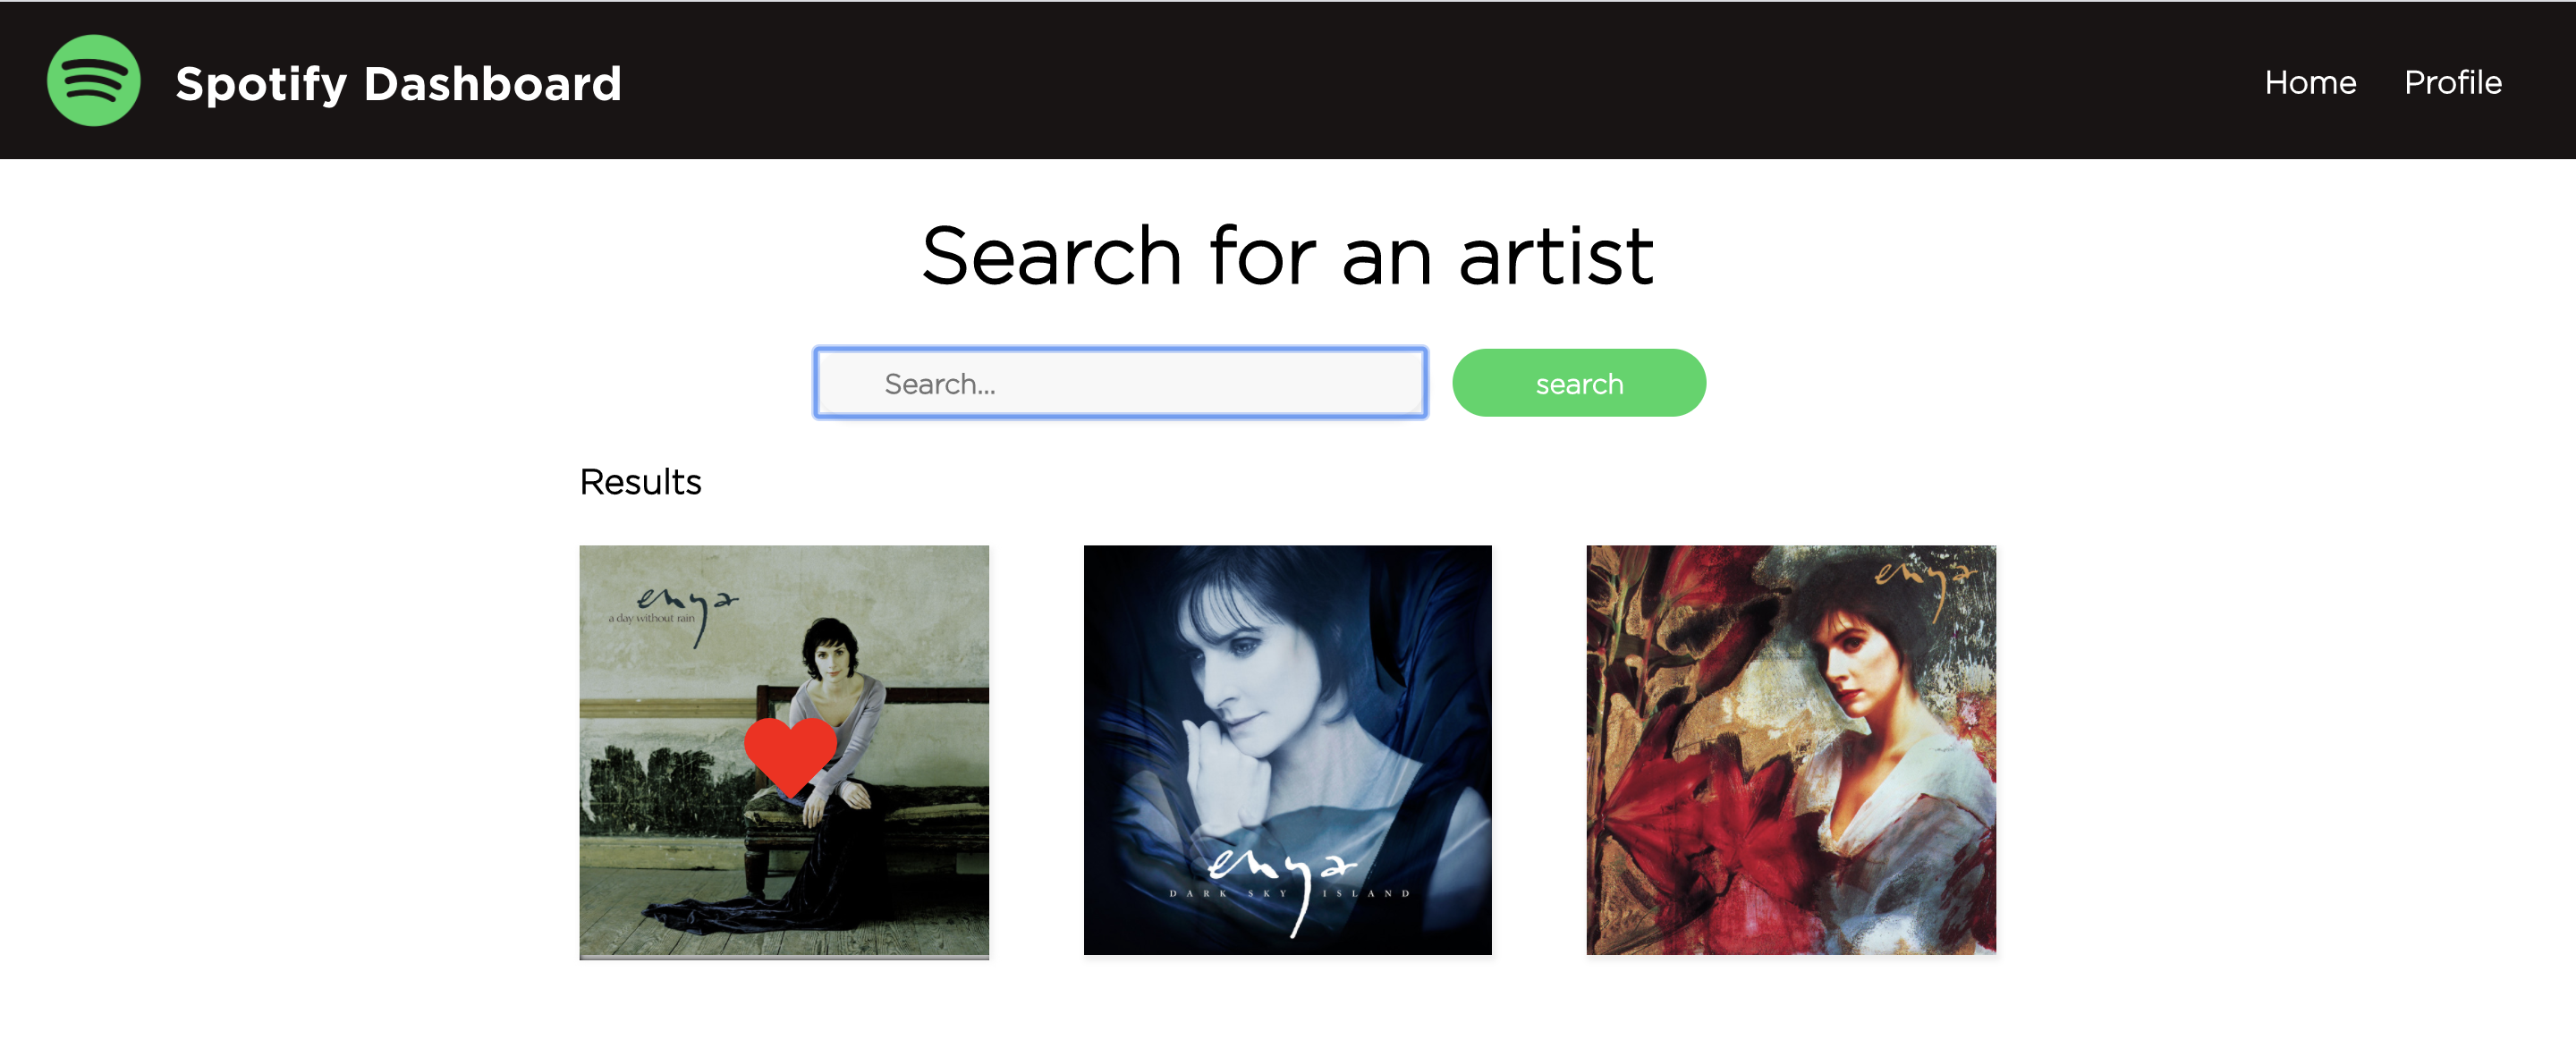 Spotify Dashboard
Home Profile
Search for an artist
Search...
search
Results
enya
a day without rain
enya
DARK SKY ISLAND
enya